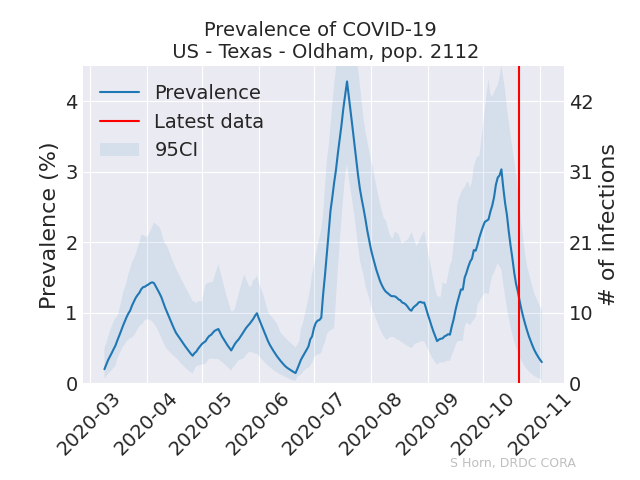 Prevalence of COVID-19
US - Texas - Oldham, pop. 2112
Prevalence
Latest data
95CI
Prevalence (%)
4
3
2
1
0
# of infections
42
31
21
10
0
2020-03
2020-04
2020-05
2020-06
2020-07
2020-08
2020-09
2020-10
2020-11
S Horn, DRDC CORA